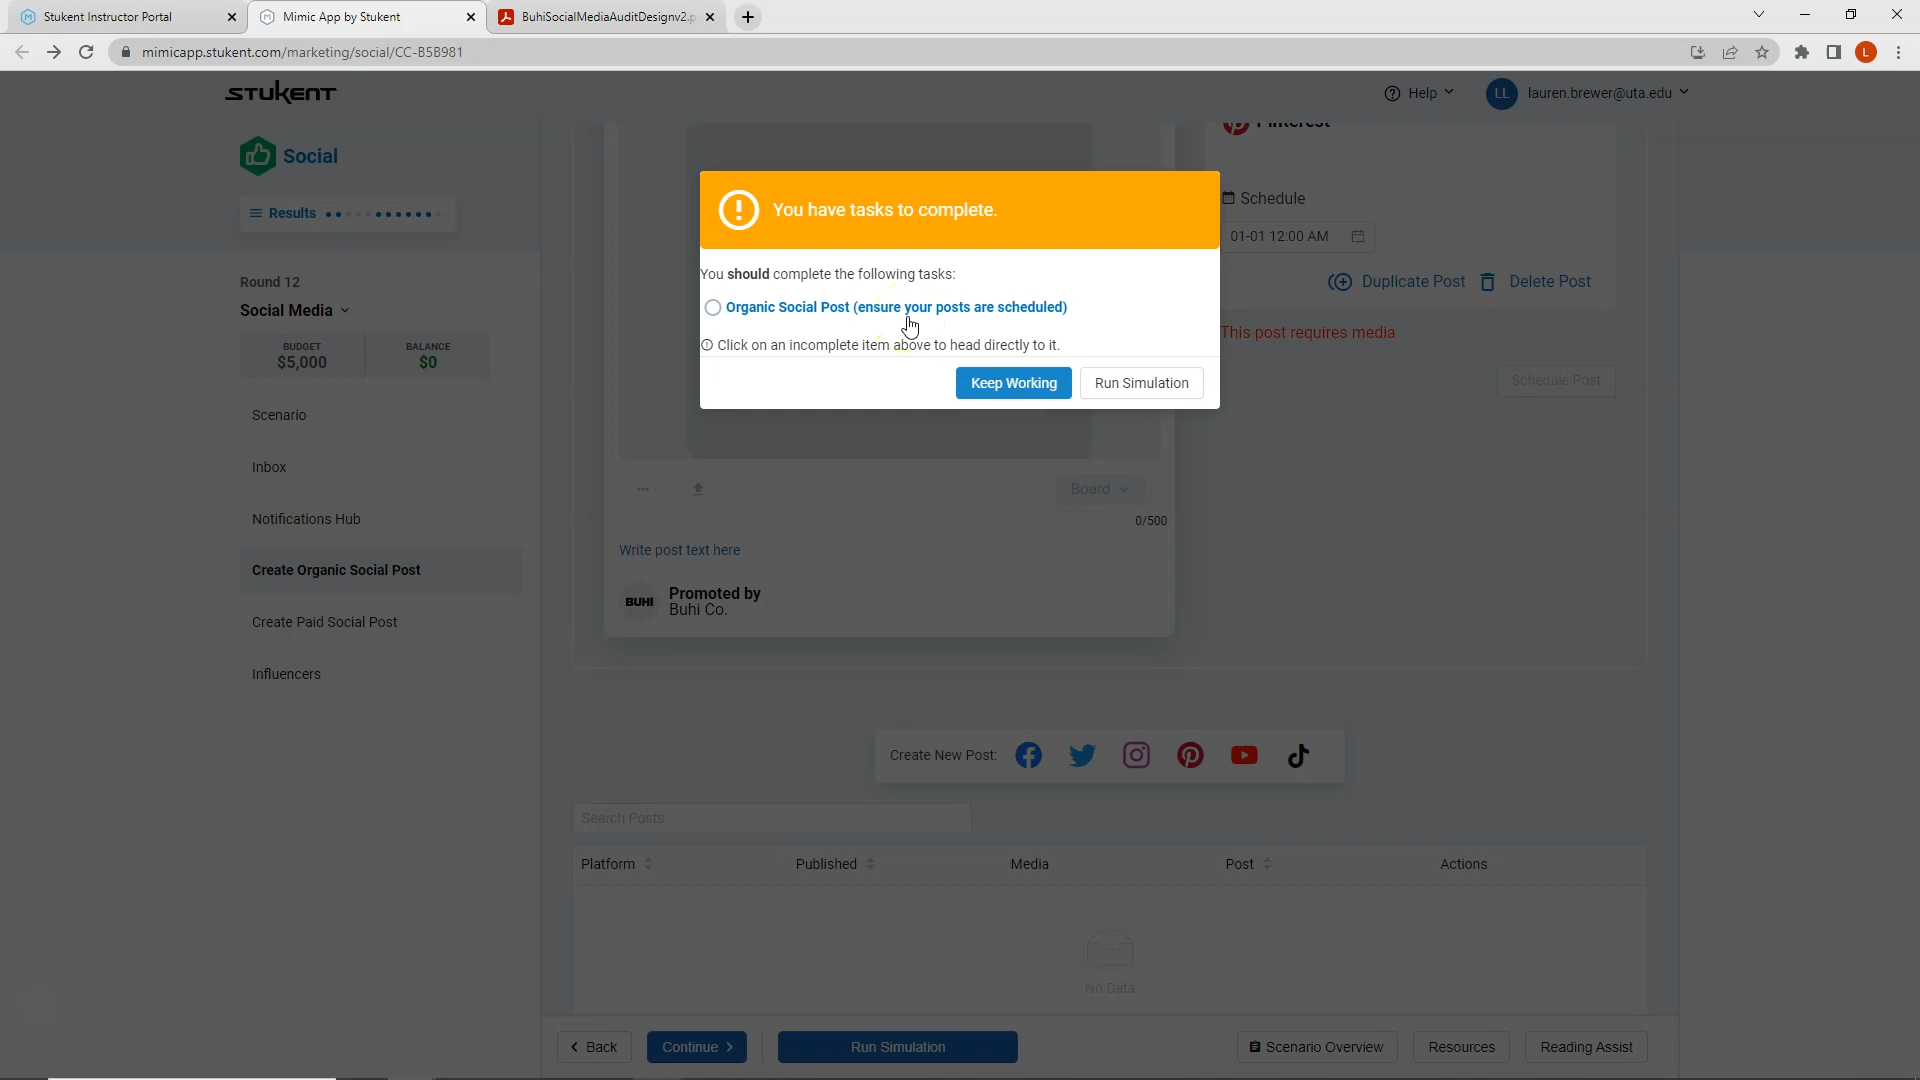 Stukent Instructor Portal
Mimic App by Stukent
BuhiSocialMediaAuditDesignv2.p
mimicapp.stukent.com/marketing/social/CC-B5B981
L
STUKENT
Help
LL
lauren.brewer@uta.edu
Social
Results
Round 12
Social Media
BUDGET
$5,000
BALANCE
$0
Scenario
Inbox
Notifications Hub
Create Organic Social Post
Create Paid Social Post
Influencers
Pinterest
Schedule
01-01 12:00 AM
Duplicate Post
Delete Post
This post requires media
Schedule Post
You have tasks to complete.
You should complete the following tasks:
Organic Social Post (ensure your posts are scheduled)
Click on an incomplete item above to head directly to it.
Keep Working
Run Simulation
Board
0/500
Write post text here
BUHI
Promoted by
Buhi Co.
Create New Post:
Search Posts
Platform
Published
Media
Post
Actions
No Data
Back
Continue
Run Simulation
Scenario Overview
Resources
Reading Assist